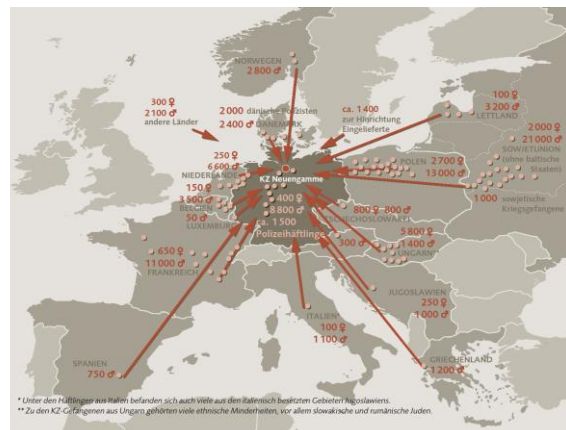 NORWEGEN
2 800 ♂
300 ♀
2 100 ♂
andere Länder
2 000 dänische Polizisten
2 400 ♂
DÄNEMARK
ca. 1 400
zur Hinrichtung
Eingelieferte
100 ♀
3 200 ♂
LETTLAND
2 000 ♀
21 000 ♂
SOWJETUNION
(ohne baltische
Staaten)
250 ♀
6 600 ♂
NIEDERLANDE
KZ Neuengamme
POLEN
2 700 ♀
13 000 ♂
1 000 sowjetische
Kriegsgefangene
150 ♀
3 500 ♂
BELGIEN
50 ♂
LUXEMBURG
400 ♀
8 800 ♂
ca. 1 500
Polizeihäftlinge
800 ♀ 800 ♂
TSCHECHOSLOWAKEI
300 ♂
5 800 ♀
1 400 ♂
UNGARN**
650 ♀
11 000 ♂
FRANKREICH
JUGOSLAWIEN
250 ♀
1 000 ♂
ITALIEN*
100 ♀
1 100 ♂
SPANIEN
750 ♂
GRIECHENLAND
1 200 ♂
* Unter den Häftlingen aus Italien befanden sich auch viele aus den italienisch besetzten Gebieten Jugoslawiens.
** Zu den KZ-Gefangenen aus Ungarn gehörten viele ethnische Minderheiten, vor allem slowakische und rumänische Juden.